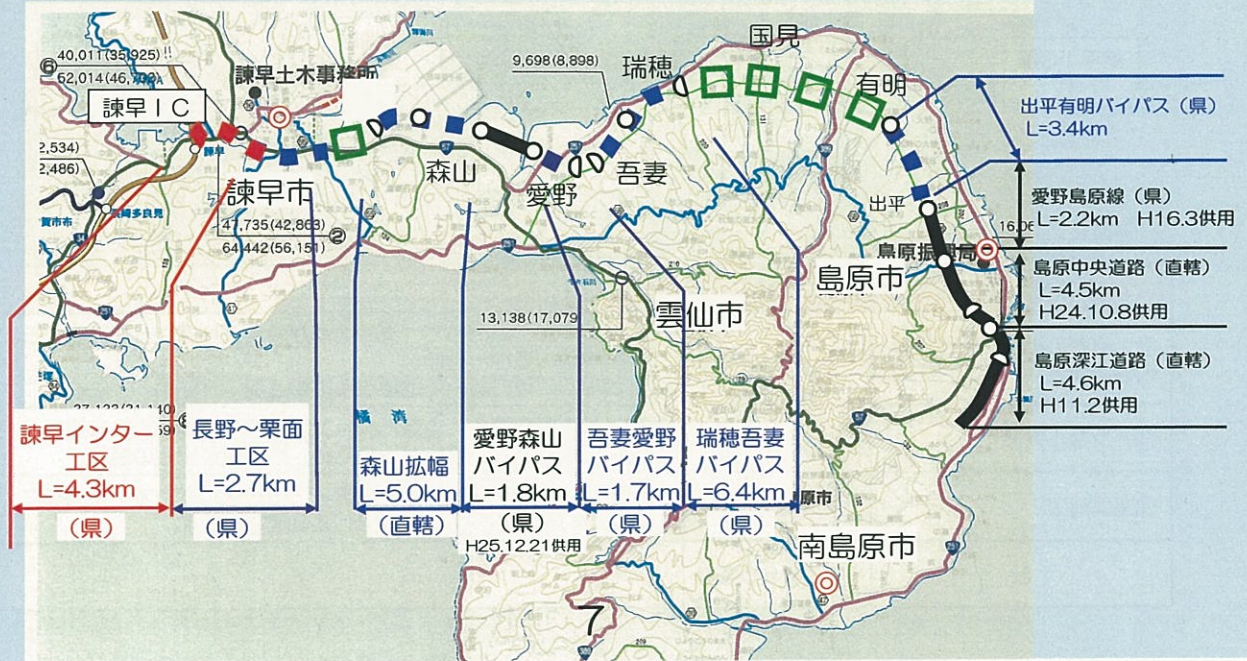 国見
40,011(35,925)
⑥
諫早土木事務所
9,698(8,898)
瑞穂
有明
諫早IC
出平有明バイパス（県）
L=3.4km
2,534)
2,486)
森山
愛野
吾妻
諫早市
出平
愛野島原線（県）
L=2.2km H16.3供用
47,735(42,863)
②
64,442(56,151)
島原市
島原中央道路（直轄）
L=4.5km
H24.10.8供用
雲仙市
13,138(17,079
島原深江道路（直轄）
L=4.6km
H11.2供用
橘湾
諫早インター
工区
L=4.3km
（県）
長野～栗面
工区
L=2.7km
（県）
森山拡幅
L=5.0km
（直轄）
愛野森山
バイパス
L=1.8km
（県）
H25.12.21供用
吾妻愛野
バイパス
L=1.7km
（県）
瑞穂吾妻
バイパス
L=6.4km
（県）
南島原市
7